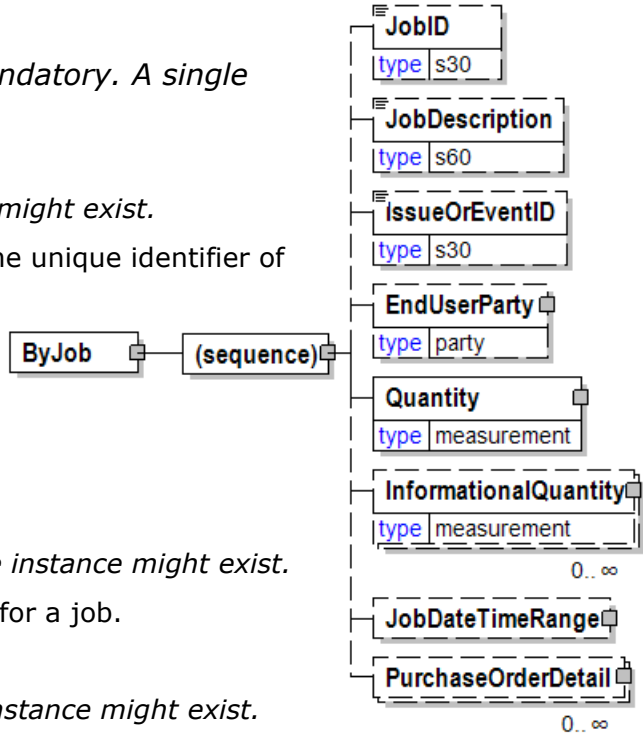 ndatory. A single
might exist.
ne unique identifier of
instance might exist.
for a job.
nstance might exist.
ByJob
(sequence)
JobID
type s30
JobDescription
type s60
IssueOrEventID
type s30
EndUserParty
type party
Quantity
type measurement
InformationalQuantity
type measurement
0.. ∞
JobDateTimeRange
PurchaseOrderDetail
0.. ∞